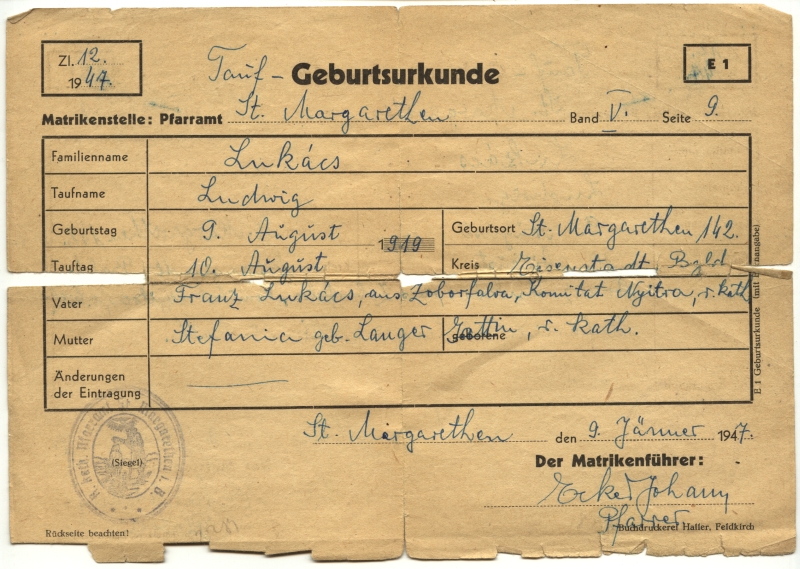 Zl. 12.
1947.
Tauf - Geburtsurkunde
E 1
Matrikenstelle: Pfarramt St. Margarethen Band V. Seite 9.
Familienname Lukács
Taufname Ludwig
Geburtstag 9. August 1919 Geburtsort St. Margarethen 142.
Tauftag 10. August Kreis Eisenstadt, Bgld.
Vater Franz Lukács, aus Zoborfalva, Komitat Nyitra, r. kath.
Mutter Stefania geb. Langer geborene Gattin, r. kath.
Änderungen
der Eintragung
St. Margarethen den 9. Jänner 1947.
(Siegel)
Der Matrikenführer:
Johann
Pfarrer
Rückseite beachten!
Buchdruckerei Haller, Feldkirch
E 1 Geburtsurkunde (mit